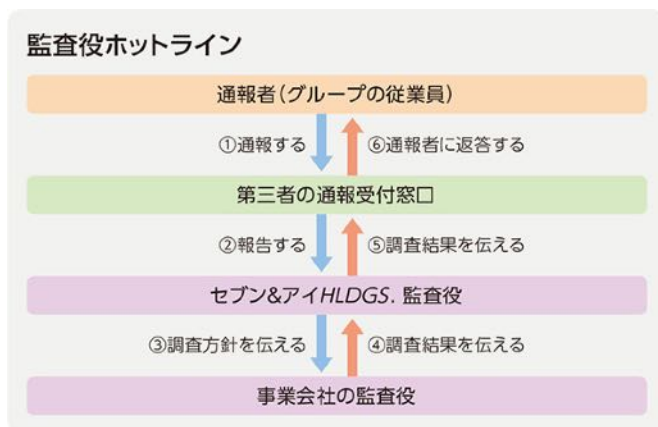 監査役ホットライン
通報者(グループの従業員)
①通報する ⑥通報者に返答する
第三者の通報受付窓口
②報告する ⑤調査結果を伝える
セブン&アイHLDGS. 監査役
③調査方針を伝える ④調査結果を伝える
事業会社の監査役